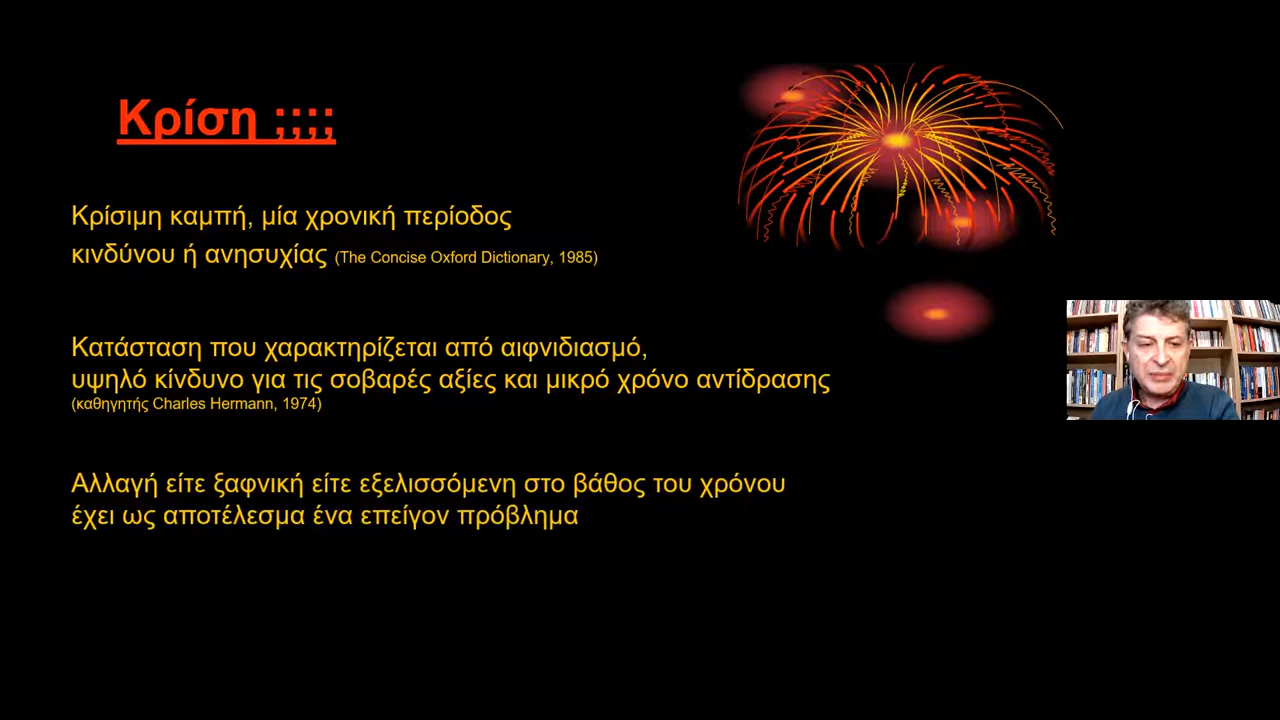 Κρίση ;;;;
Κρίσιμη καμπή, μία χρονική περίοδος
κινδύνου ή ανησυχίας (The Concise Oxford Dictionary, 1985)
Κατάσταση που χαρακτηρίζεται από αιφνιδιασμό,
υψηλό κίνδυνο για τις σοβαρές αξίες και μικρό χρόνο αντίδρασης
(καθηγητής Charles Hermann, 1974)
Αλλαγή είτε ξαφνική είτε εξελισσόμενη στο βάθος του χρόνου
έχει ως αποτέλεσμα ένα επείγον πρόβλημα